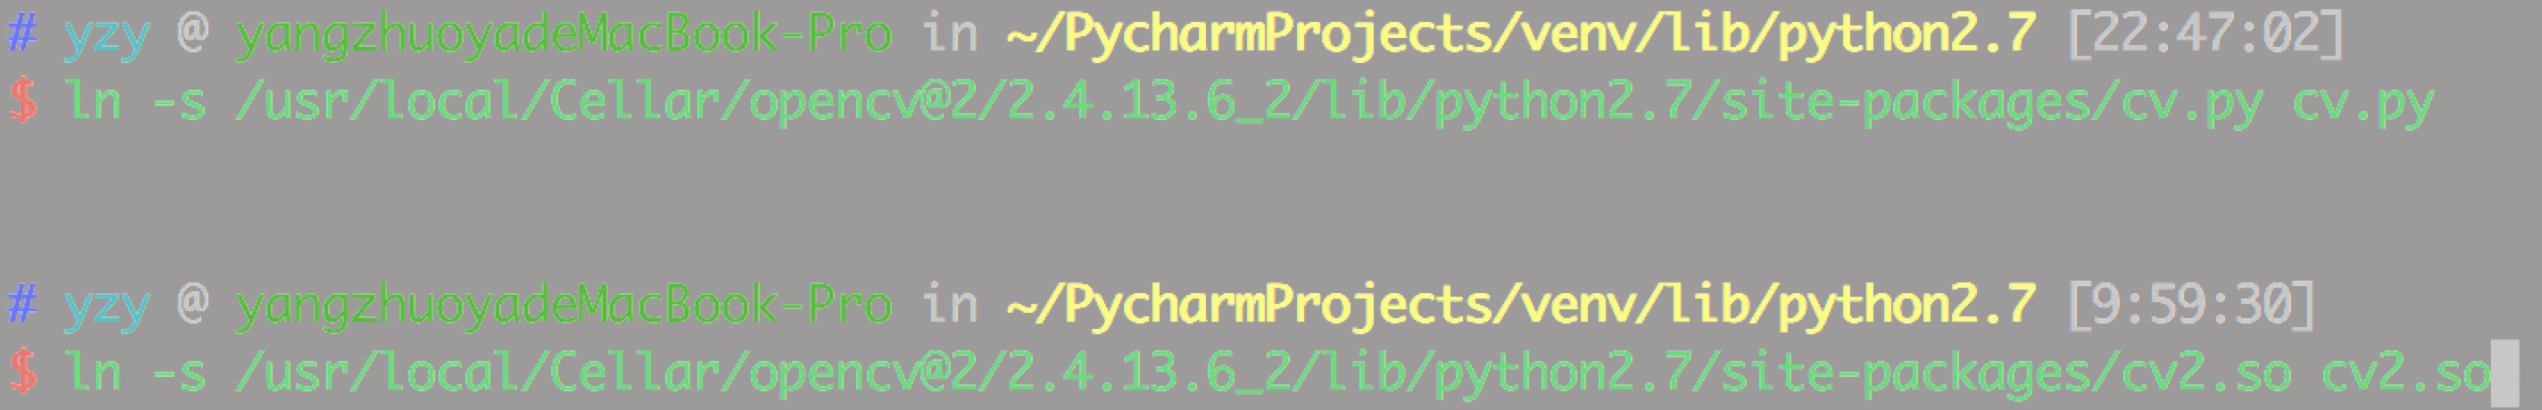 # yzy @ yangzhuoyadeMacBook-Pro in ~/PycharmProjects/venv/lib/python2.7 [22:47:02]
$ ln -s /usr/local/Cellar/opencv@2/2.4.13.6_2/lib/python2.7/site-packages/cv.py cv.py
# yzy @ yangzhuoyadeMacBook-Pro in ~/PycharmProjects/venv/lib/python2.7 [9:59:30]
$ ln -s /usr/local/Cellar/opencv@2/2.4.13.6_2/lib/python2.7/site-packages/cv2.so cv2.so